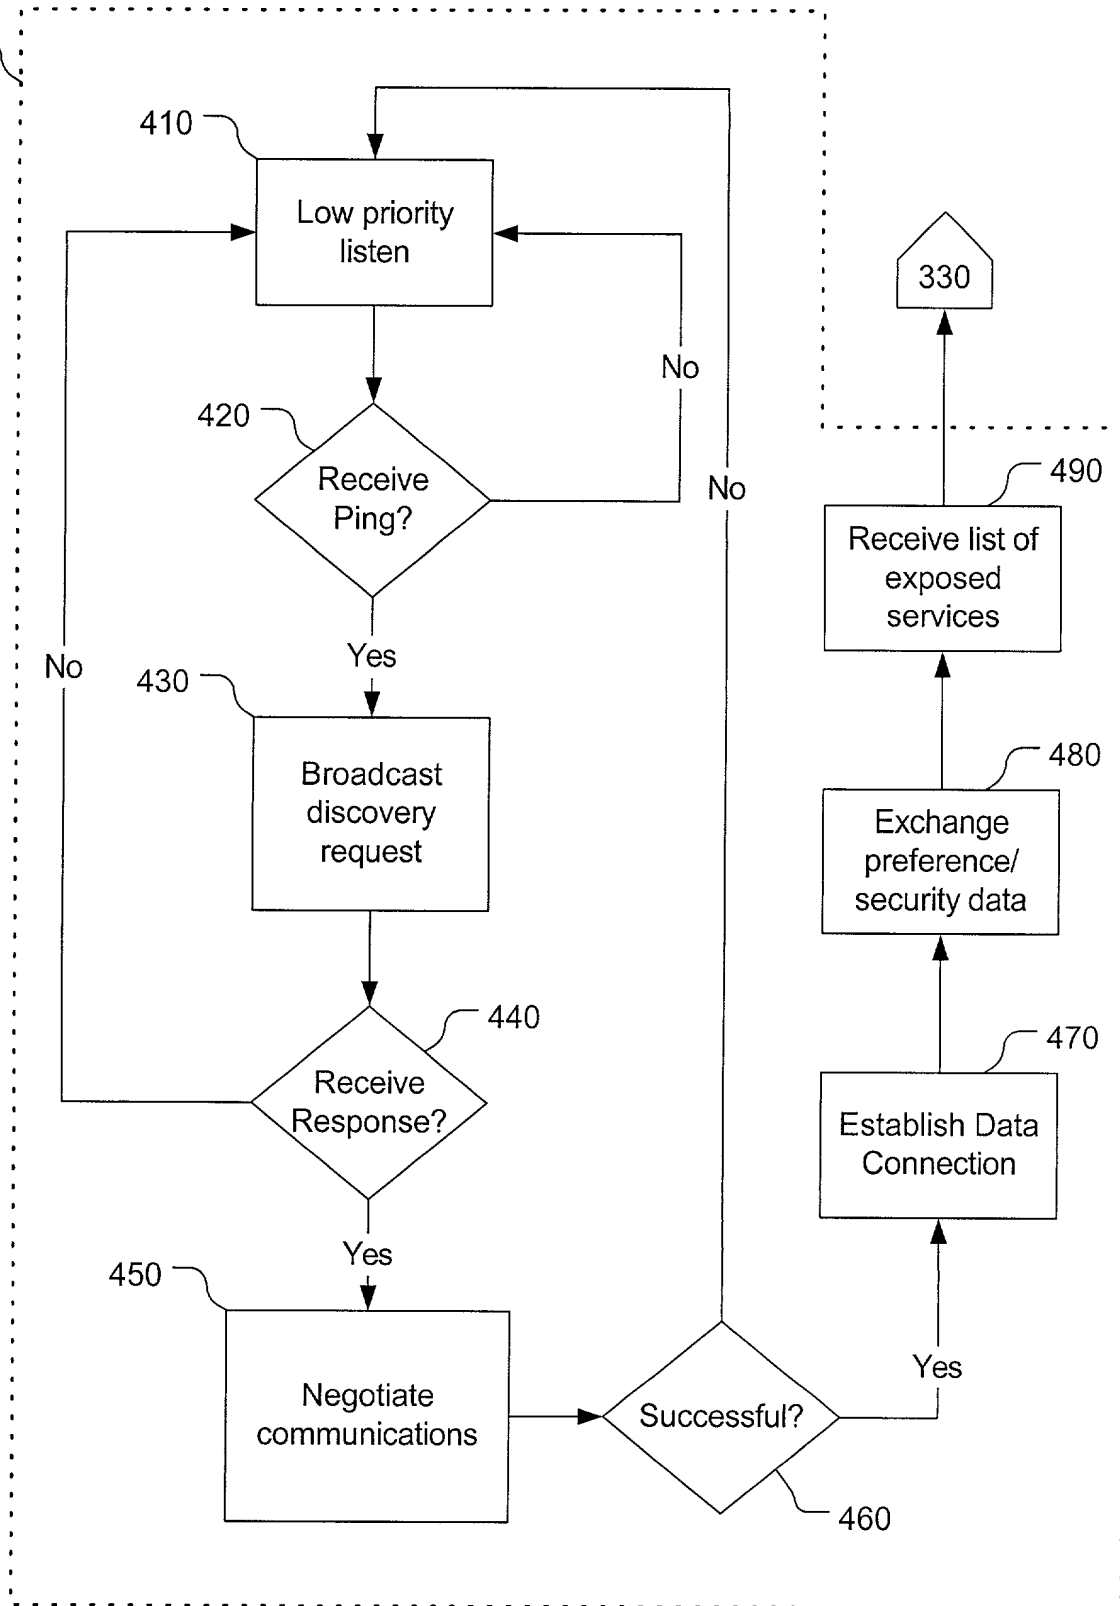 410
Low priority
listen
330
No
420
Receive
Ping?
No
490
Receive list of
exposed
services
Yes
No
430
Broadcast
discovery
request
480
Exchange
preference/
security data
440
Receive
Response?
470
Establish Data
Connection
Yes
450
Negotiate
communications
Successful?
Yes
460